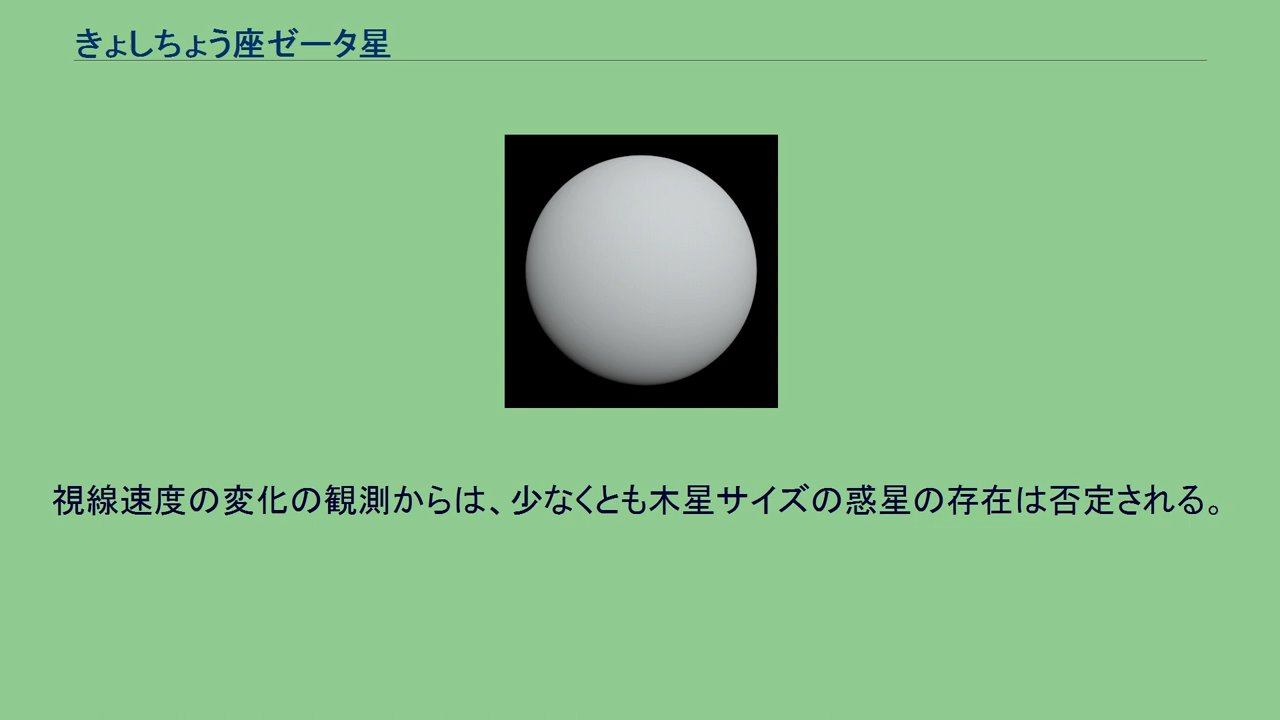 きょしちょう座ゼータ星
視線速度の変化の観測からは、少なくとも木星サイズの惑星の存在は否定される。